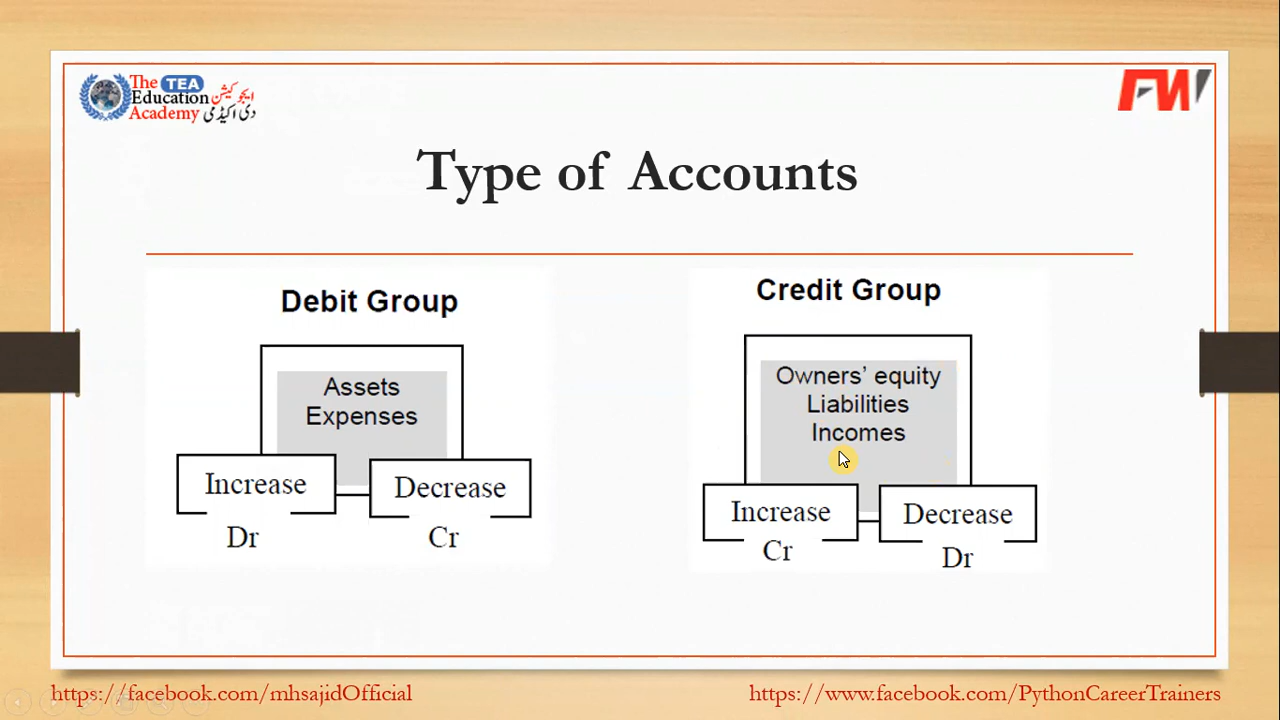 The TEA
Education ایجوکیشن
Academy دی اکیڈمی
FW
Type of Accounts
Debit Group
Assets
Expenses
Increase
Decrease
Dr
Cr
Credit Group
Owners’ equity
Liabilities
Incomes
Increase
Decrease
Cr
Dr
https://facebook.com/mhsajidOfficial
https://www.facebook.com/PythonCareerTrainers